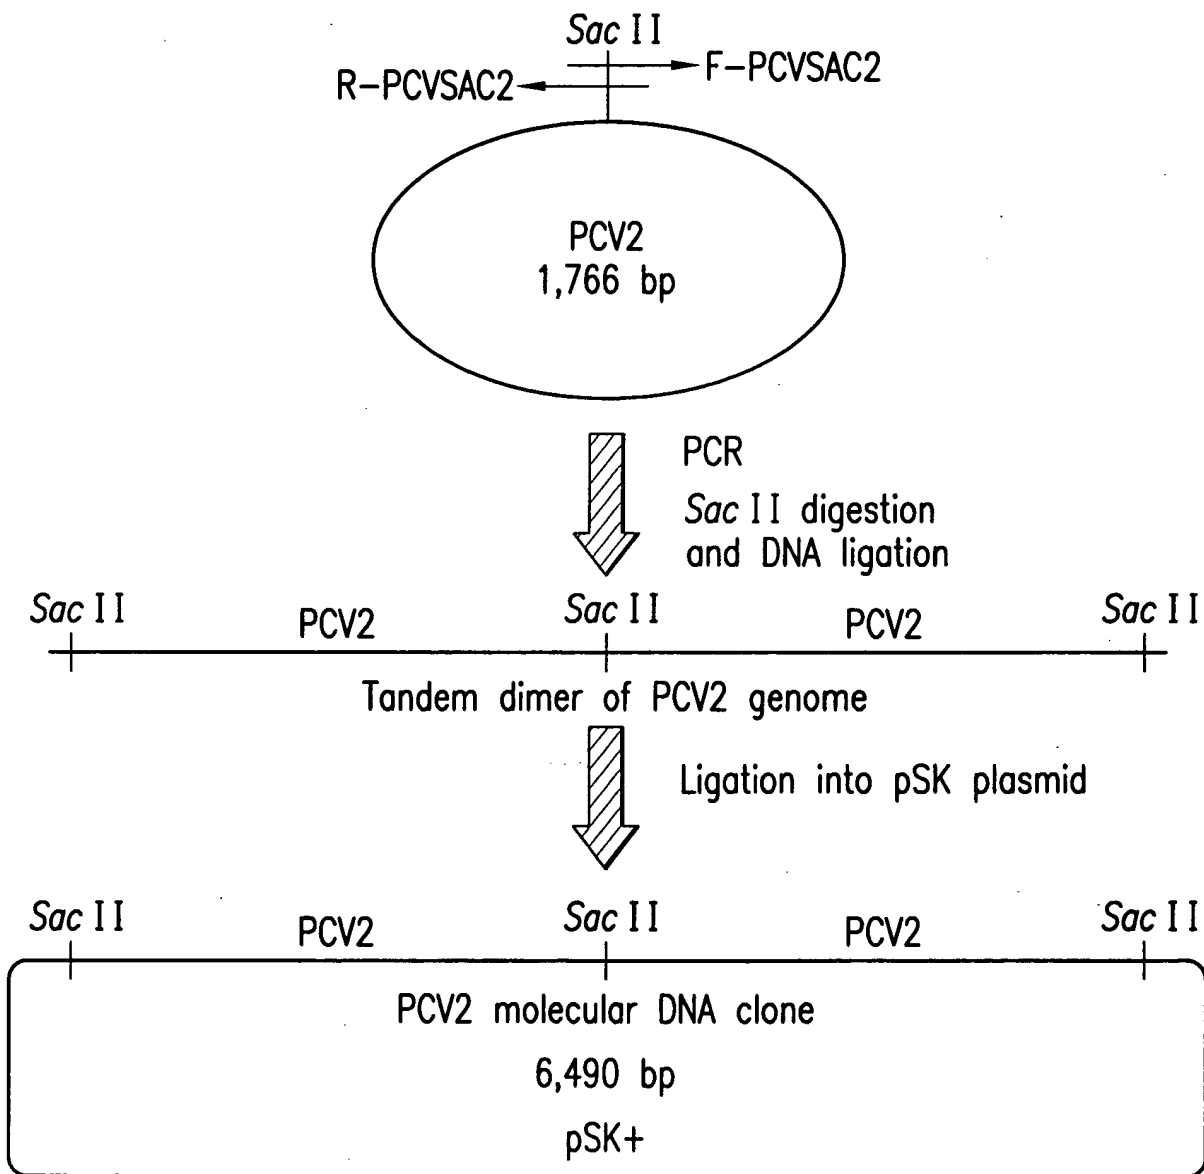 Sac II
F-PCVSAC2
R-PCVSAC2
PCV2
1,766 bp
PCR
Sac II digestion
and DNA ligation
Sac II PCV2 Sac II PCV2 Sac II
Tandem dimer of PCV2 genome
Ligation into pSK plasmid
Sac II PCV2 Sac II PCV2 Sac II
PCV2 molecular DNA clone
6,490 bp
pSK+